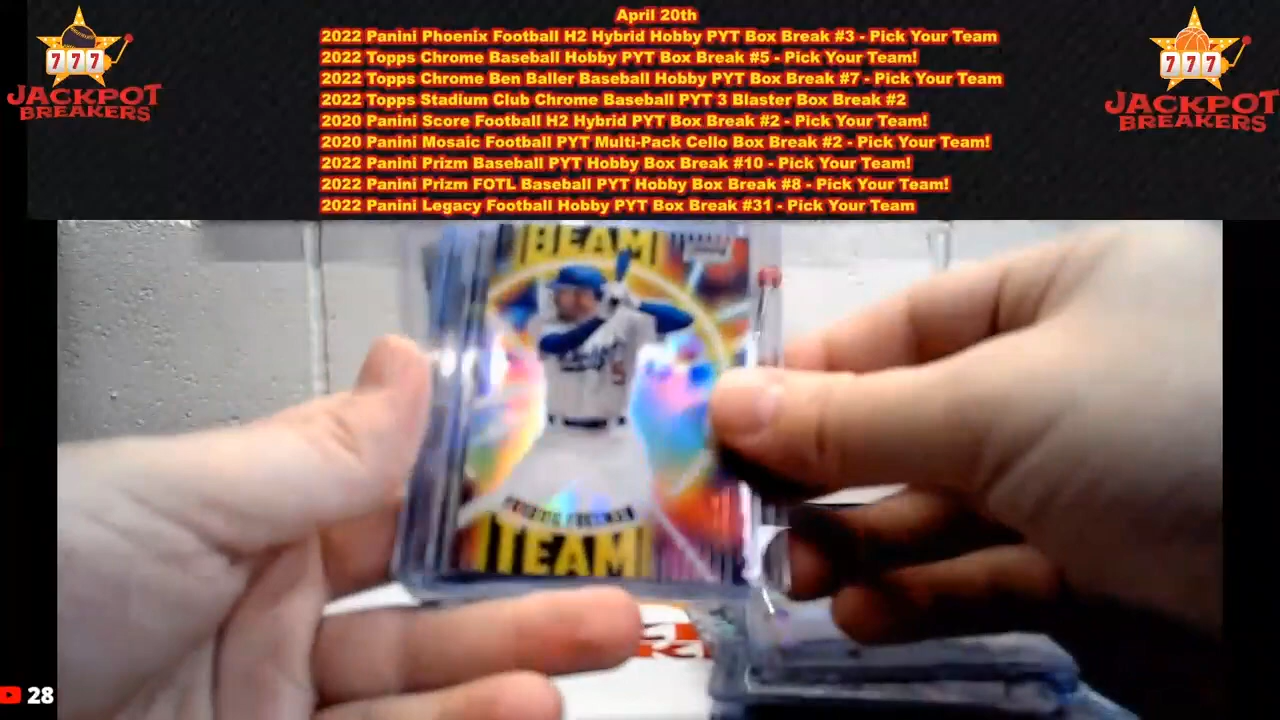 April 20th
2022 Panini Phoenix Football H2 Hybrid Hobby PYT Box Break #3 - Pick Your Team
2022 Topps Chrome Baseball Hobby PYT Box Break #5 - Pick Your Team!
2022 Topps Chrome Ben Baller Baseball Hobby PYT Box Break #7 - Pick Your Team
2022 Topps Stadium Club Chrome Baseball PYT 3 Blaster Box Break #2
2020 Panini Score Football H2 Hybrid PYT Box Break #2 - Pick Your Team!
2020 Panini Mosaic Football PYT Multi-Pack Cello Box Break #2 - Pick Your Team!
2022 Panini Prizm Baseball PYT Hobby Box Break #10 - Pick Your Team!
2022 Panini Prizm FOTL Baseball PYT Hobby Box Break #8 - Pick Your Team!
2022 Panini Legacy Football Hobby PYT Box Break #31 - Pick Your Team
777
JACKPOT
BREAKERS
777
JACKPOT
BREAKERS
BEAM
5
TEAM
28